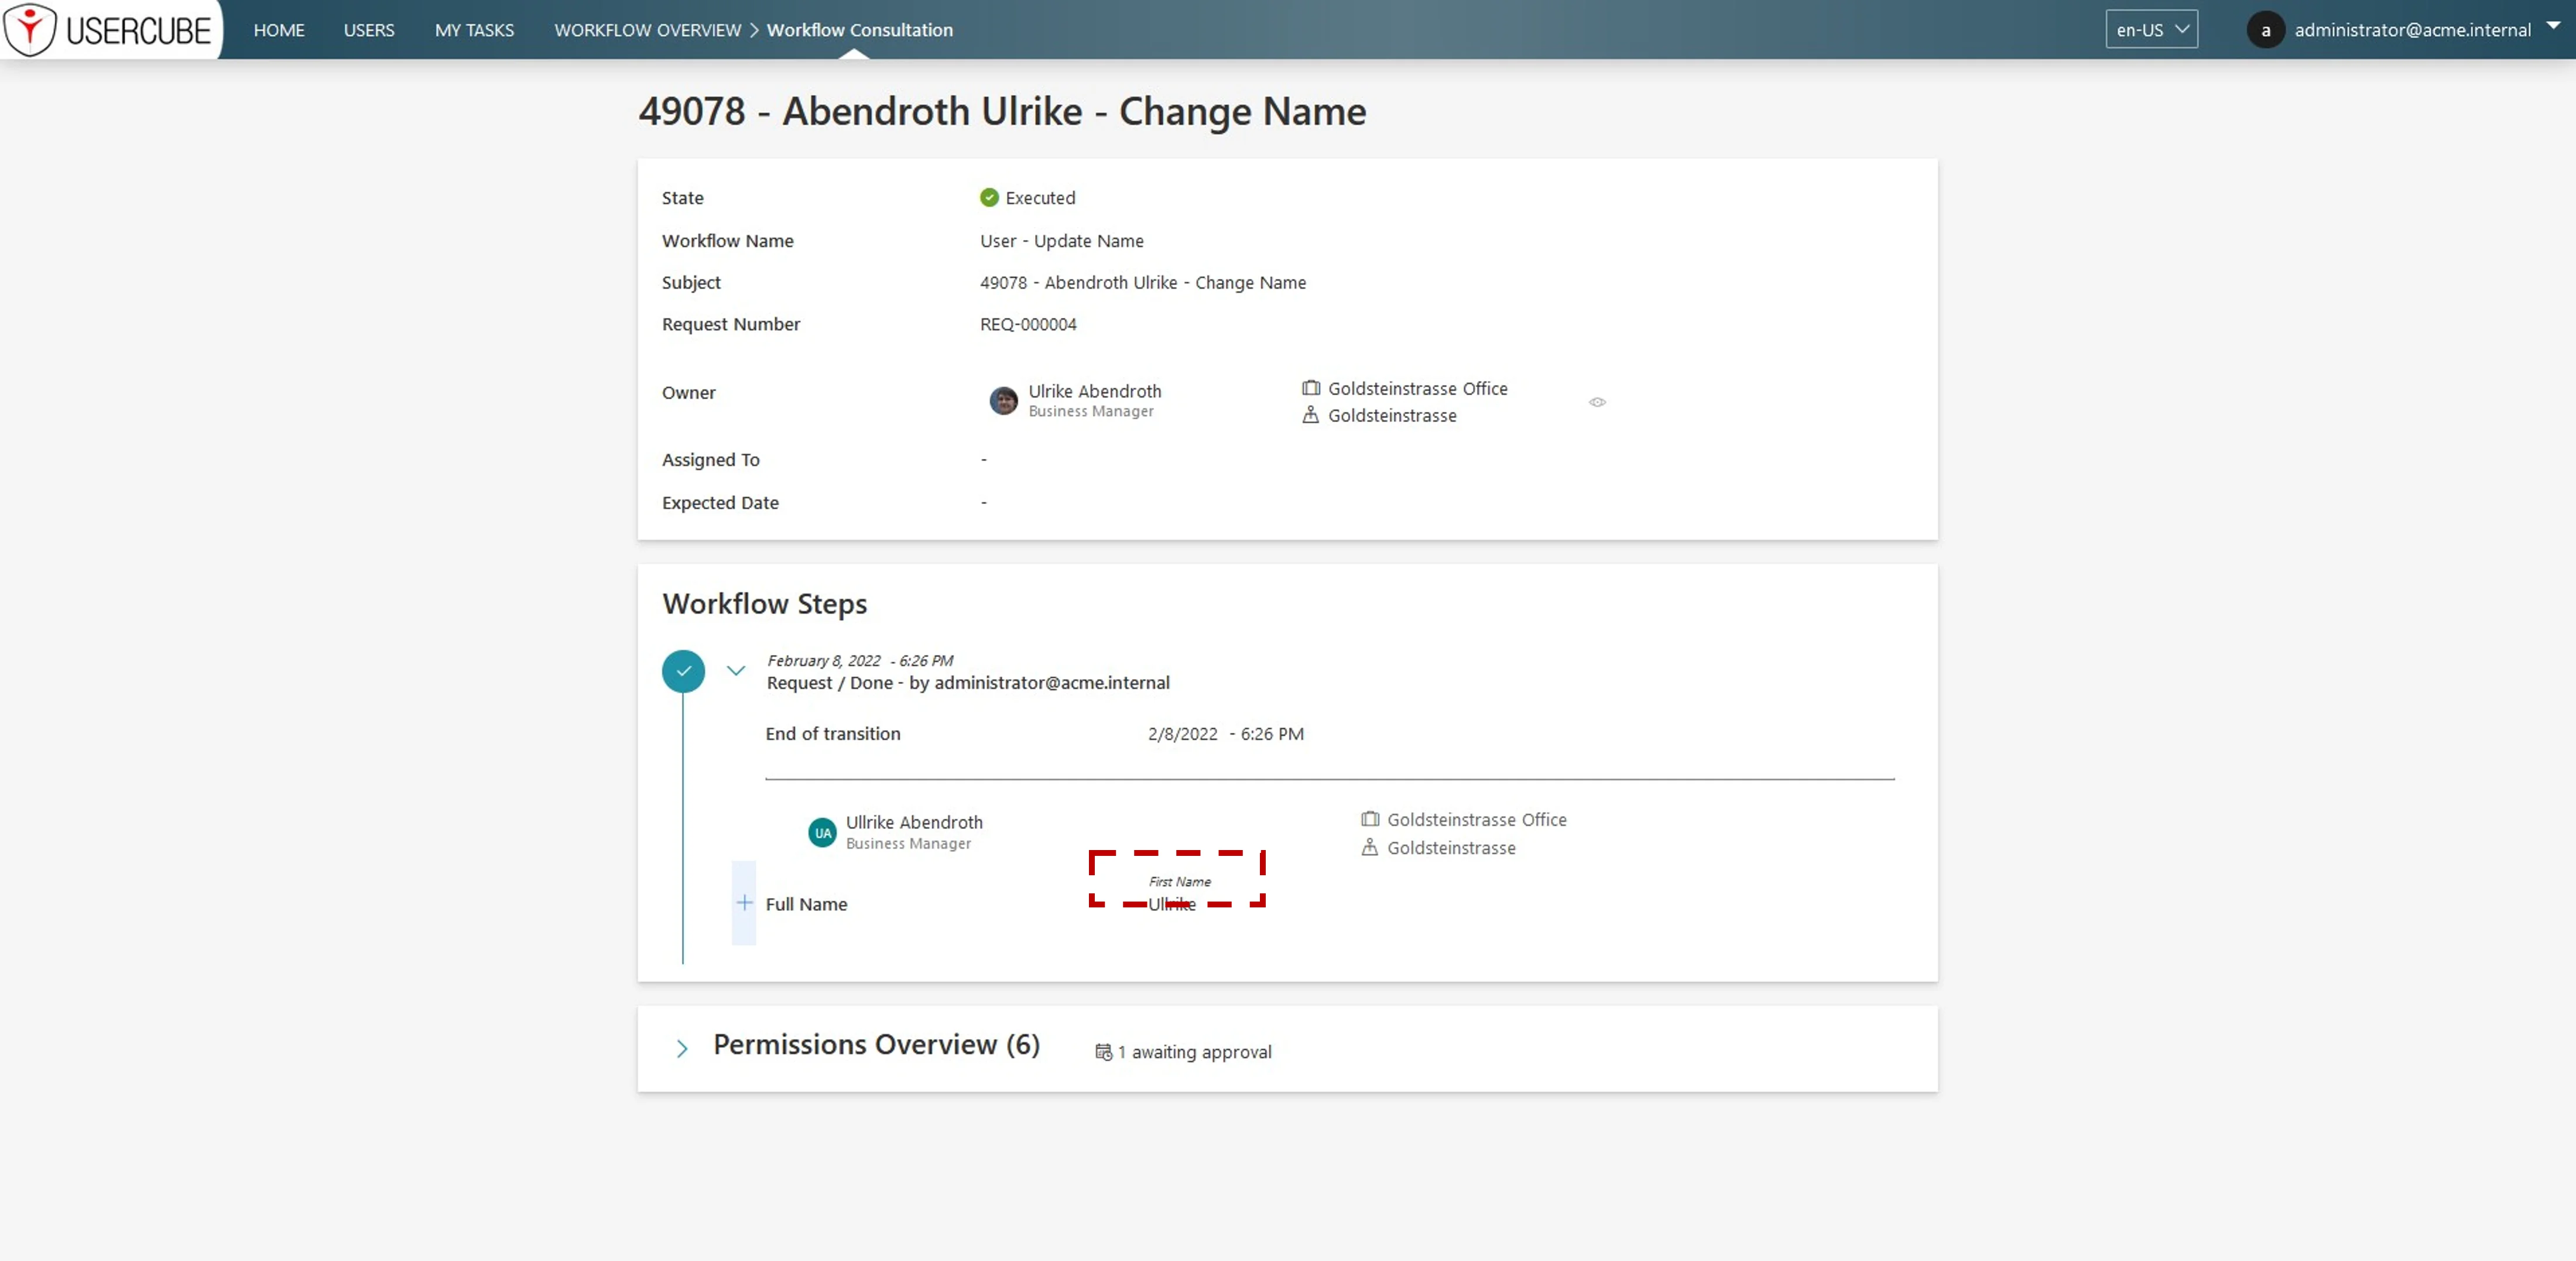 USERCUBE HOME USERS MY TASKS WORKFLOW OVERVIEW > Workflow Consultation en-US a administrator@acme.internal
49078 - Abendroth Ulrike - Change Name
State Executed
Workflow Name User - Update Name
Subject 49078 - Abendroth Ulrike - Change Name
Request Number REQ-000004
Owner Ulrike Abendroth Goldsteinstrasse Office
Business Manager Goldsteinstrasse
Assigned To -
Expected Date -
Workflow Steps
February 8, 2022 - 6:26 PM
Request / Done - by administrator@acme.internal
End of transition 2/8/2022 - 6:26 PM
UA Ullrike Abendroth Goldsteinstrasse Office
Business Manager Goldsteinstrasse
First Name
+ Full Name Ullrike
Permissions Overview (6) 1 awaiting approval